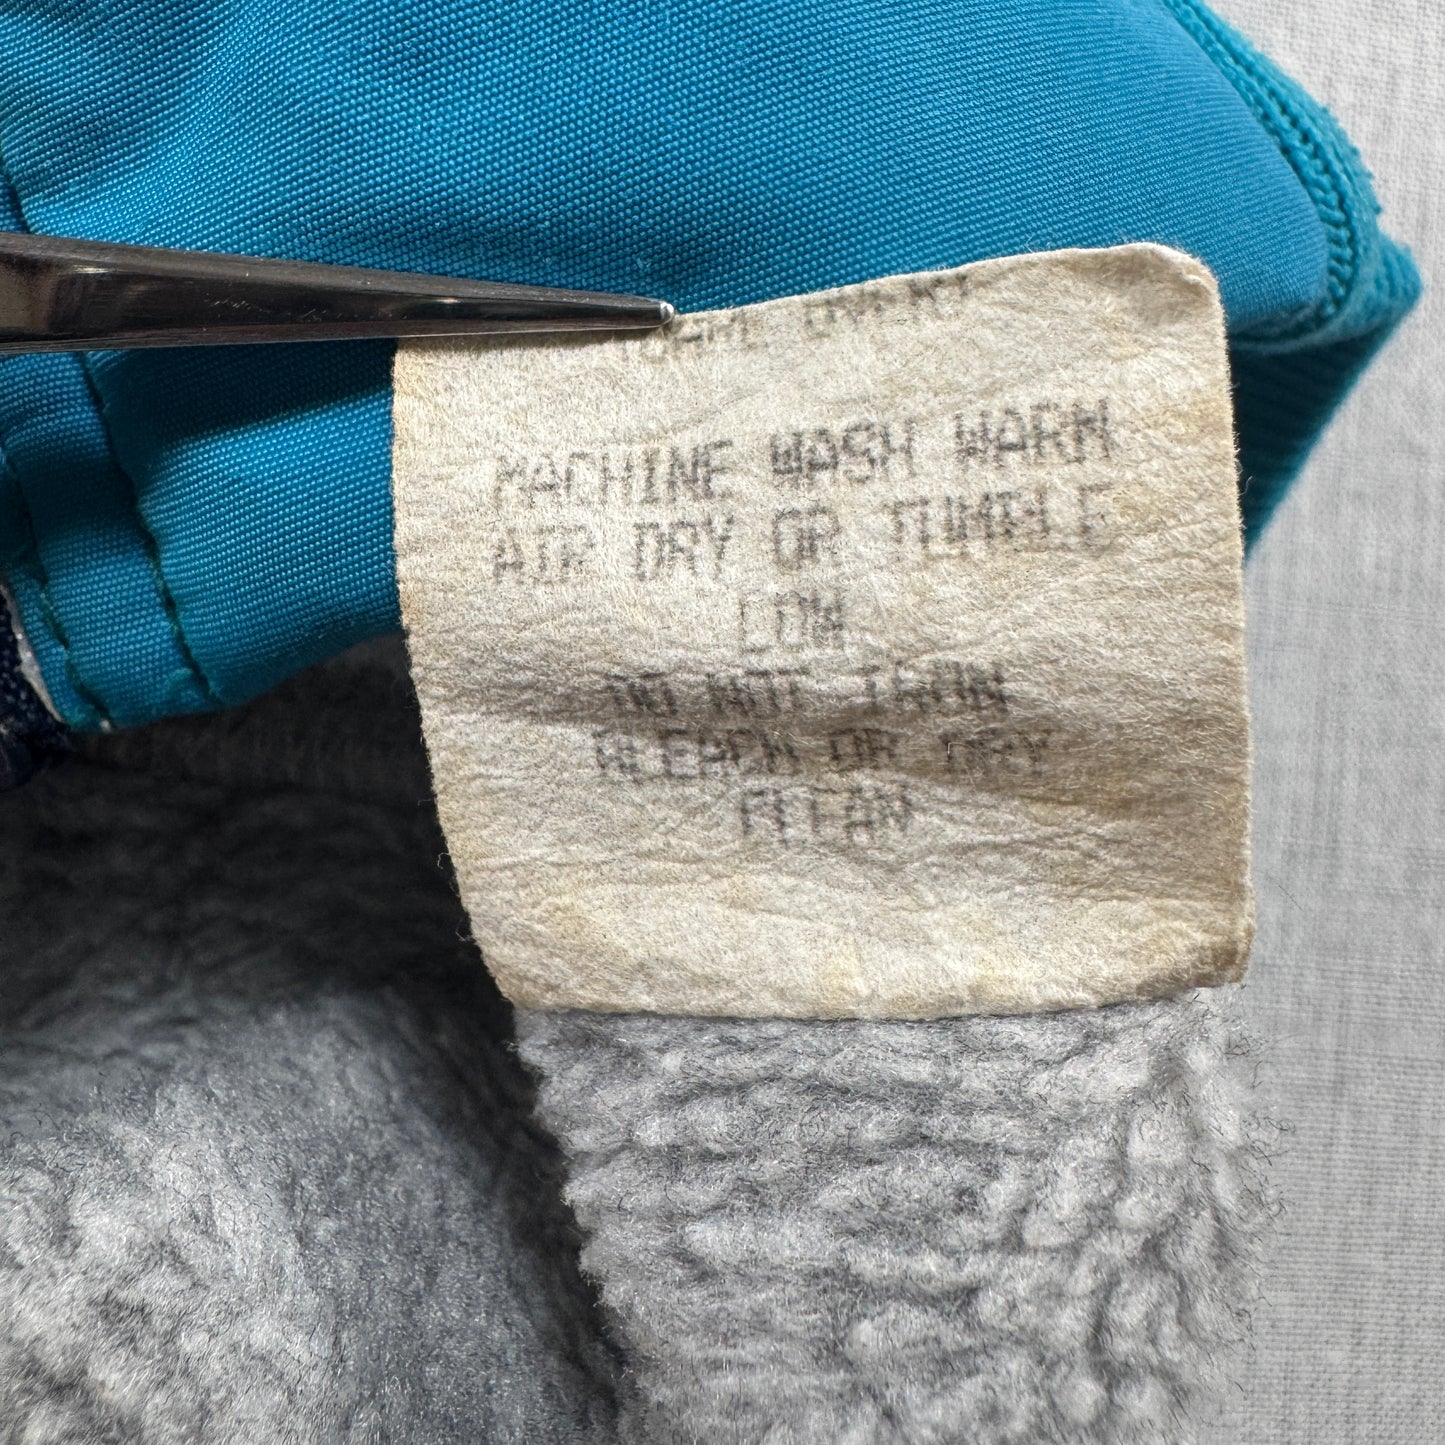 MACHINE WASH WARM
AIR DRY OR TUMBLE
LOW
DO NOT IRON
BLEACH OR DRY
CLEAN